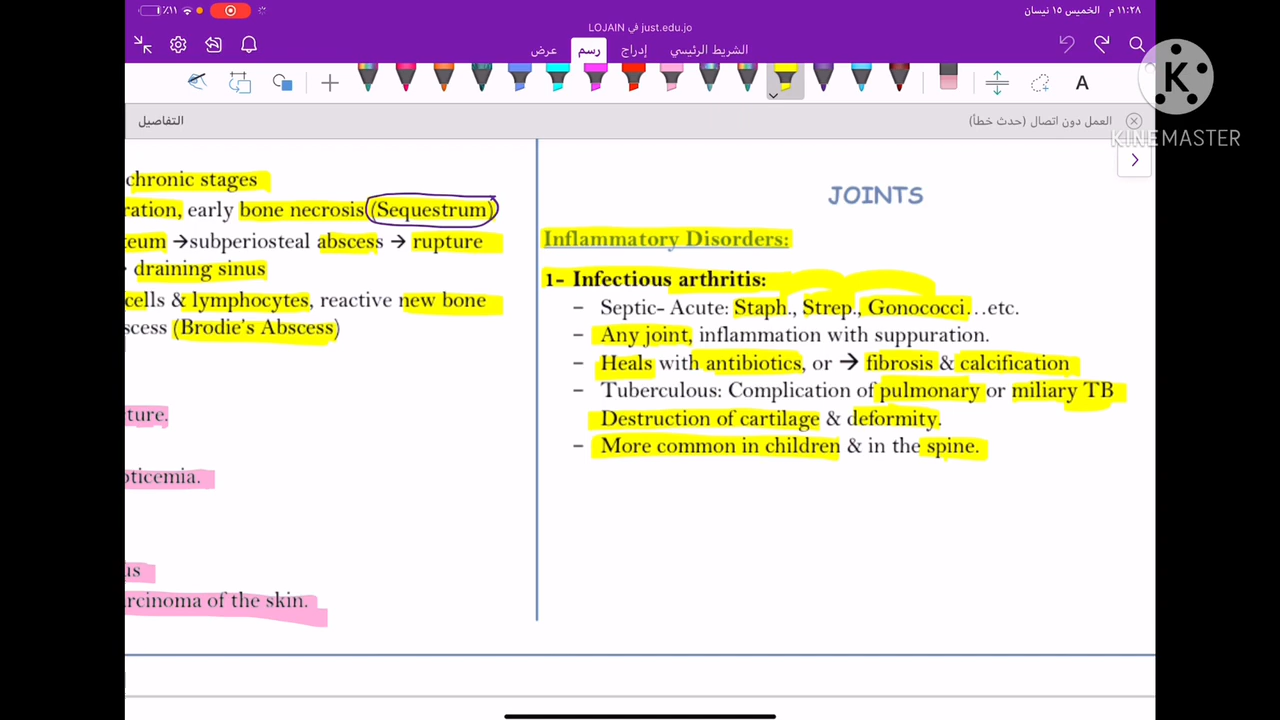 ١١:٢٨ م الخميس ١٥ نيسان
١١٪
LOJAIN في just.edu.jo
الشريط الرئيسي إدراج رسم عرض
A
العمل دون اتصال (حدث خطأ)
التفاصيل
K
KINEMASTER
chronic stages
ration, early bone necrosis (Sequestrum)
teum →subperiosteal abscess → rupture
draining sinus
cells & lymphocytes, reactive new bone
scess (Brodie's Abscess)
ture.
pticemia.
us
rcinoma of the skin.
JOINTS
Inflammatory Disorders:
1- Infectious arthritis:
– Septic- Acute: Staph., Strep., Gonococci…etc.
– Any joint, inflammation with suppuration.
– Heals with antibiotics, or → fibrosis & calcification
– Tuberculous: Complication of pulmonary or miliary TB
Destruction of cartilage & deformity.
– More common in children & in the spine.